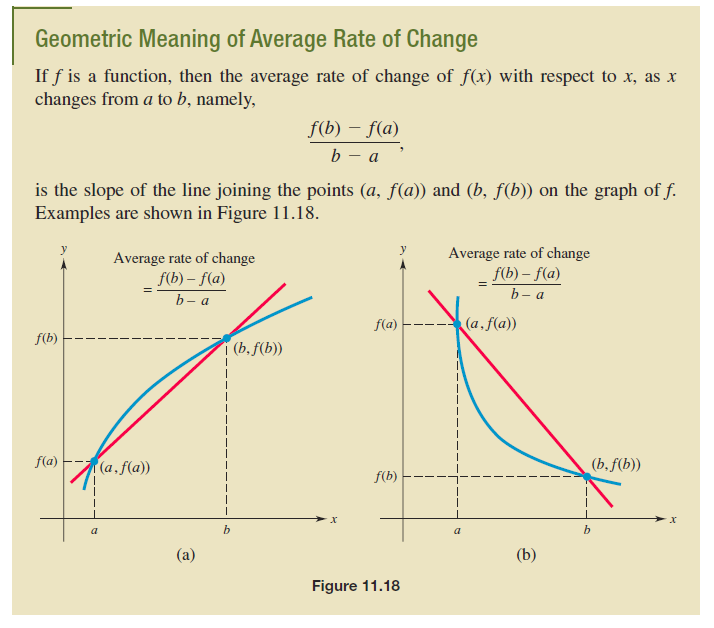 Geometric Meaning of Average Rate of Change
If f is a function, then the average rate of change of f(x) with respect to x, as x
changes from a to b, namely,
f(b) − f(a)
b − a
,
is the slope of the line joining the points (a, f(a)) and (b, f(b)) on the graph of f.
Examples are shown in Figure 11.18.
y
Average rate of change
= f(b) – f(a)
b – a
f(b)
(b, f(b))
f(a)
(a, f(a))
x
a
b
(a)
y
Average rate of change
= f(b) – f(a)
b – a
f(a)
(a, f(a))
(b, f(b))
f(b)
x
a
b
(b)
Figure 11.18